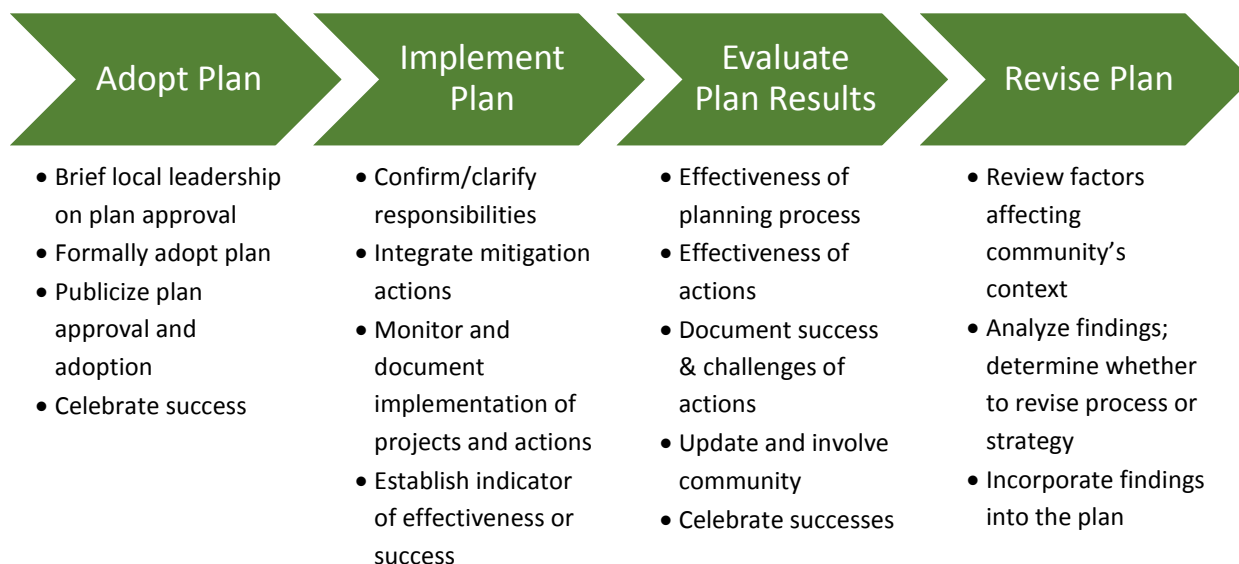 Adopt Plan
Implement
Plan
Evaluate
Plan Results
Revise Plan
• Brief local leadership
on plan approval
• Formally adopt plan
• Publicize plan
approval and
adoption
• Celebrate success
• Confirm/clarify
responsibilities
• Integrate mitigation
actions
• Monitor and
document
implementation of
projects and actions
• Establish indicator
of effectiveness or
success
• Effectiveness of
planning process
• Effectiveness of
actions
• Document success
& challenges of
actions
• Update and involve
community
• Celebrate successes
• Review factors
affecting
community’s
context
• Analyze findings;
determine whether
to revise process or
strategy
• Incorporate findings
into the plan